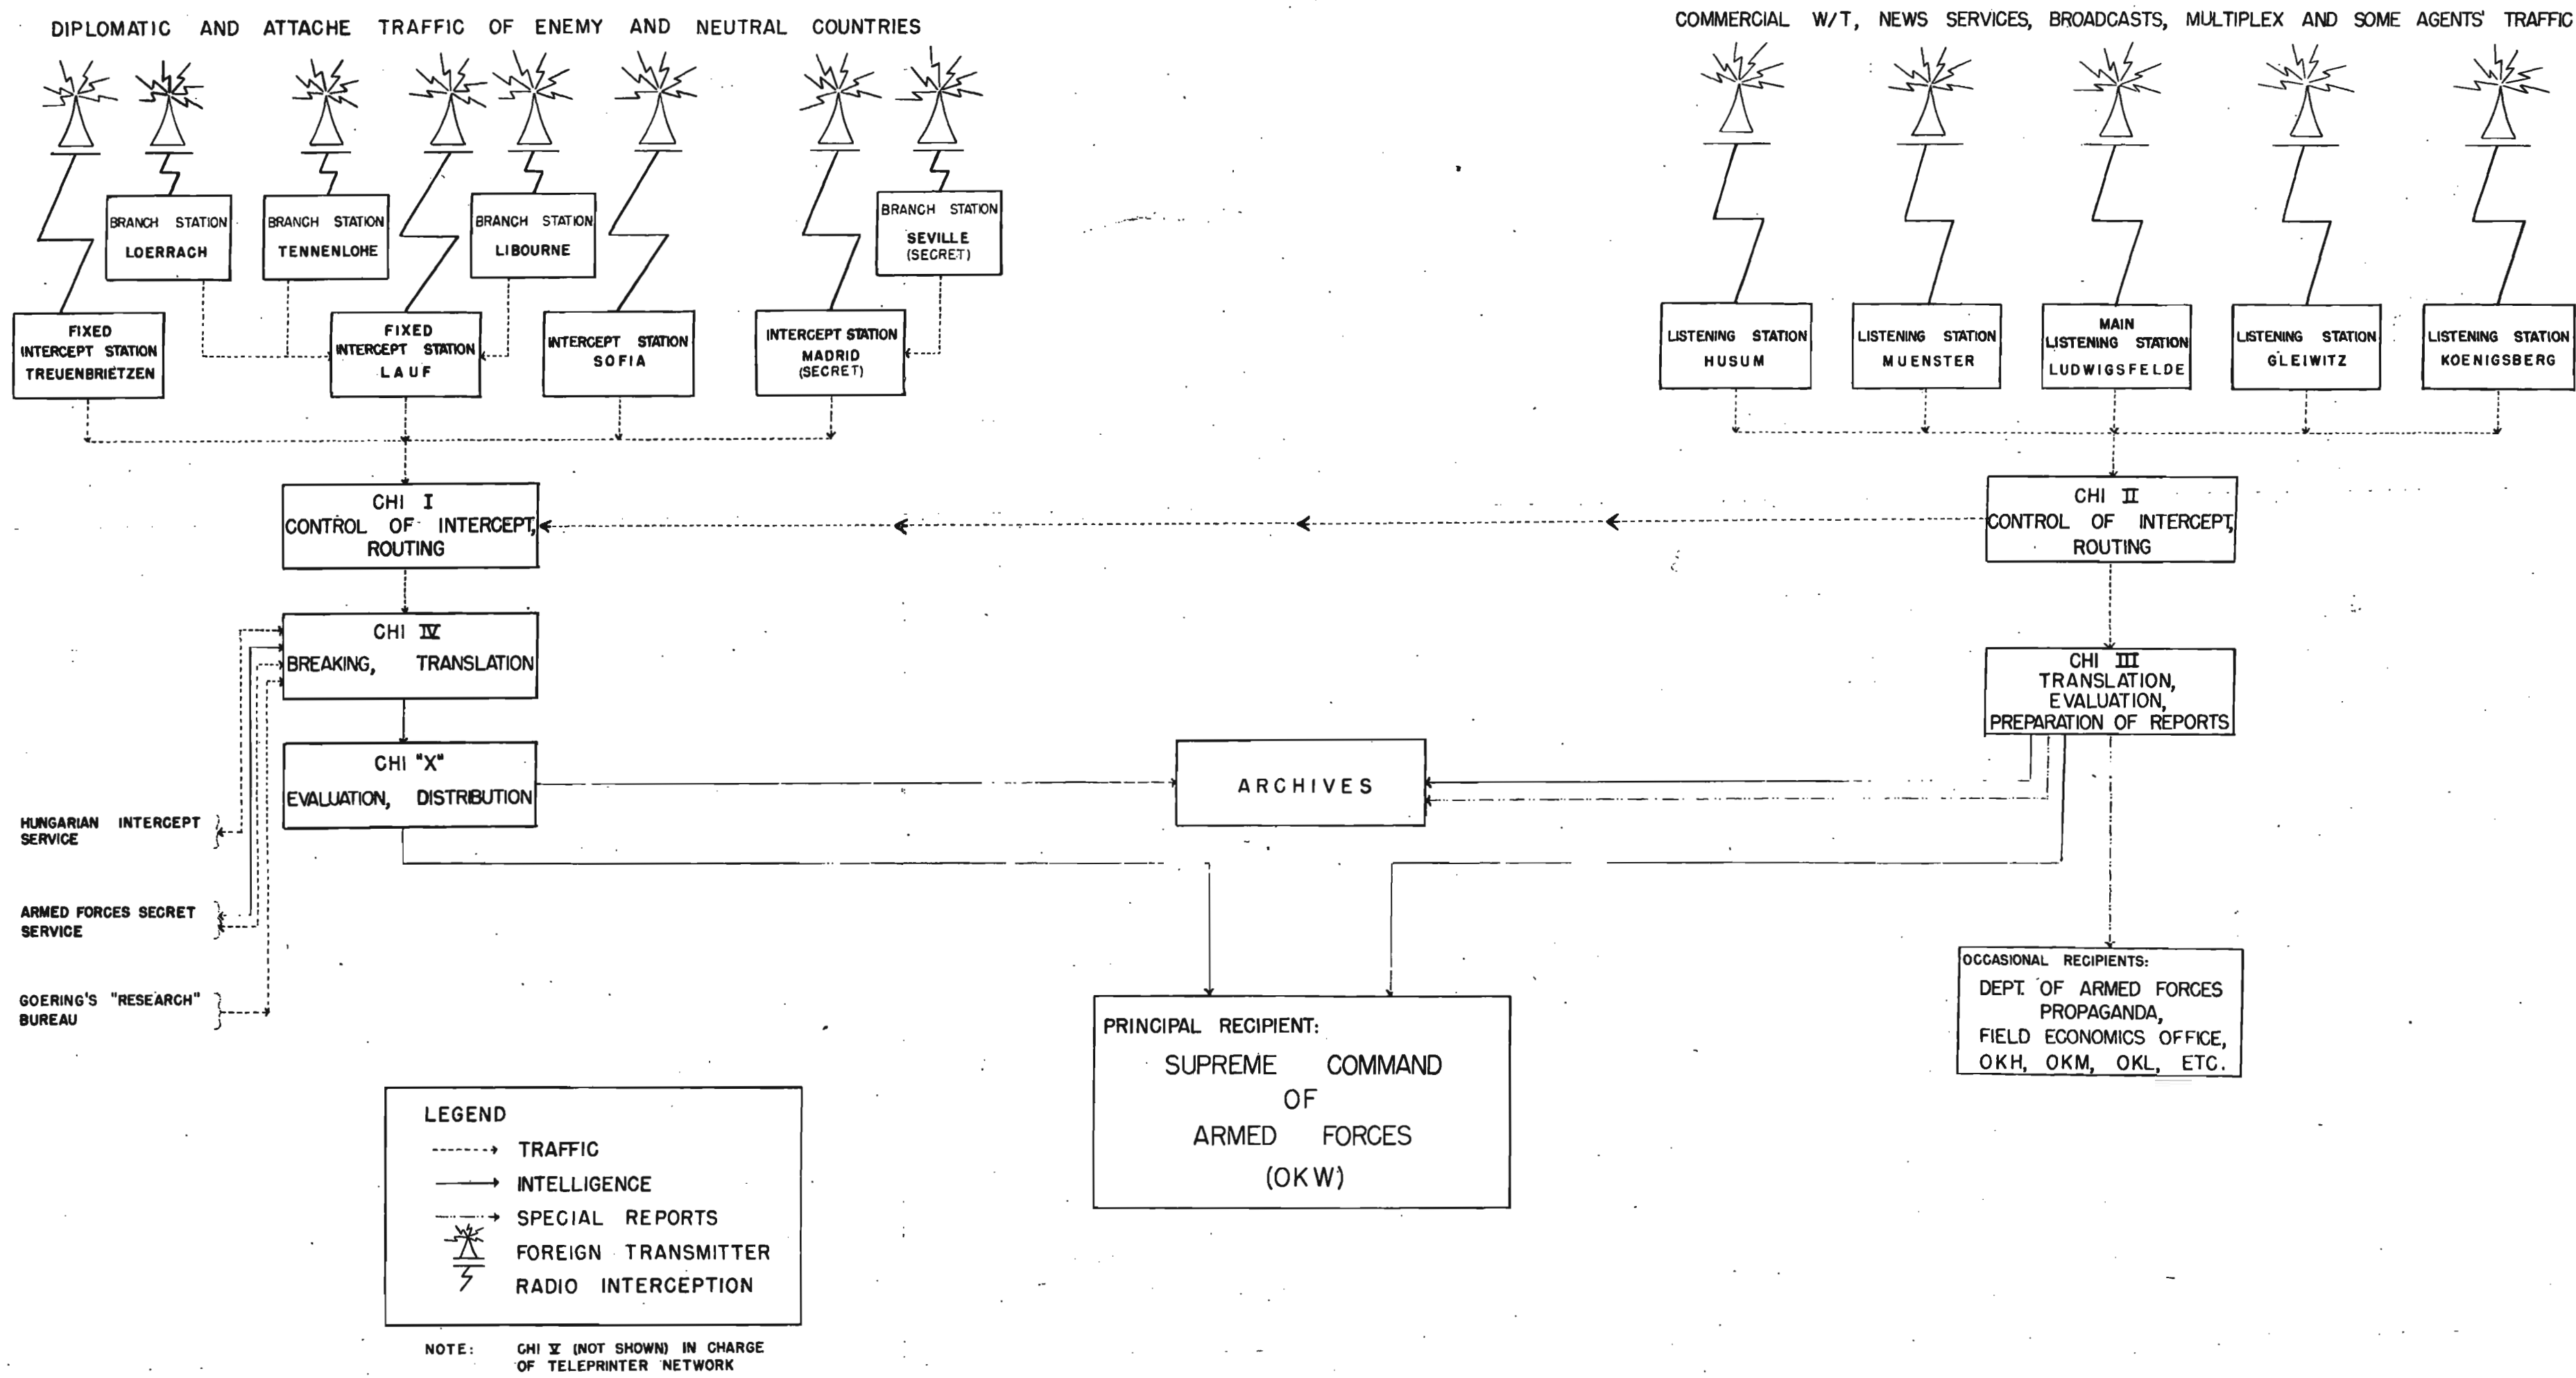 DIPLOMATIC AND ATTACHE TRAFFIC OF ENEMY AND NEUTRAL COUNTRIES
COMMERCIAL W/T, NEWS SERVICES, BROADCASTS, MULTIPLEX AND SOME AGENTS' TRAFFIC
BRANCH STATION
LOERRACH
BRANCH STATION
TENNENLOHE
BRANCH STATION
LIBOURNE
BRANCH STATION
SEVILLE
(SECRET)
FIXED
INTERCEPT STATION
TREUENBRIETZEN
FIXED
INTERCEPT STATION
LAUF
INTERCEPT STATION
SOFIA
INTERCEPT STATION
MADRID
(SECRET)
LISTENING STATION
HUSUM
LISTENING STATION
MUENSTER
MAIN
LISTENING STATION
LUDWIGSFELDE
LISTENING STATION
GLEIWITZ
LISTENING STATION
KOENIGSBERG
CHI I
CONTROL OF INTERCEPT,
ROUTING
CHI II
CONTROL OF INTERCEPT,
ROUTING
CHI IV
BREAKING, TRANSLATION
CHI III
TRANSLATION,
EVALUATION,
PREPARATION OF REPORTS
CHI "X"
EVALUATION, DISTRIBUTION
ARCHIVES
HUNGARIAN INTERCEPT
SERVICE
ARMED FORCES SECRET
SERVICE
GOERING'S "RESEARCH"
BUREAU
PRINCIPAL RECIPIENT:
SUPREME COMMAND
OF
ARMED FORCES
(OKW)
OCCASIONAL RECIPIENTS:
DEPT. OF ARMED FORCES
PROPAGANDA,
FIELD ECONOMICS OFFICE,
OKH, OKM, OKL, ETC.
LEGEND
TRAFFIC
INTELLIGENCE
SPECIAL REPORTS
FOREIGN TRANSMITTER
RADIO INTERCEPTION
NOTE: CHI V (NOT SHOWN) IN CHARGE
OF TELEPRINTER NETWORK